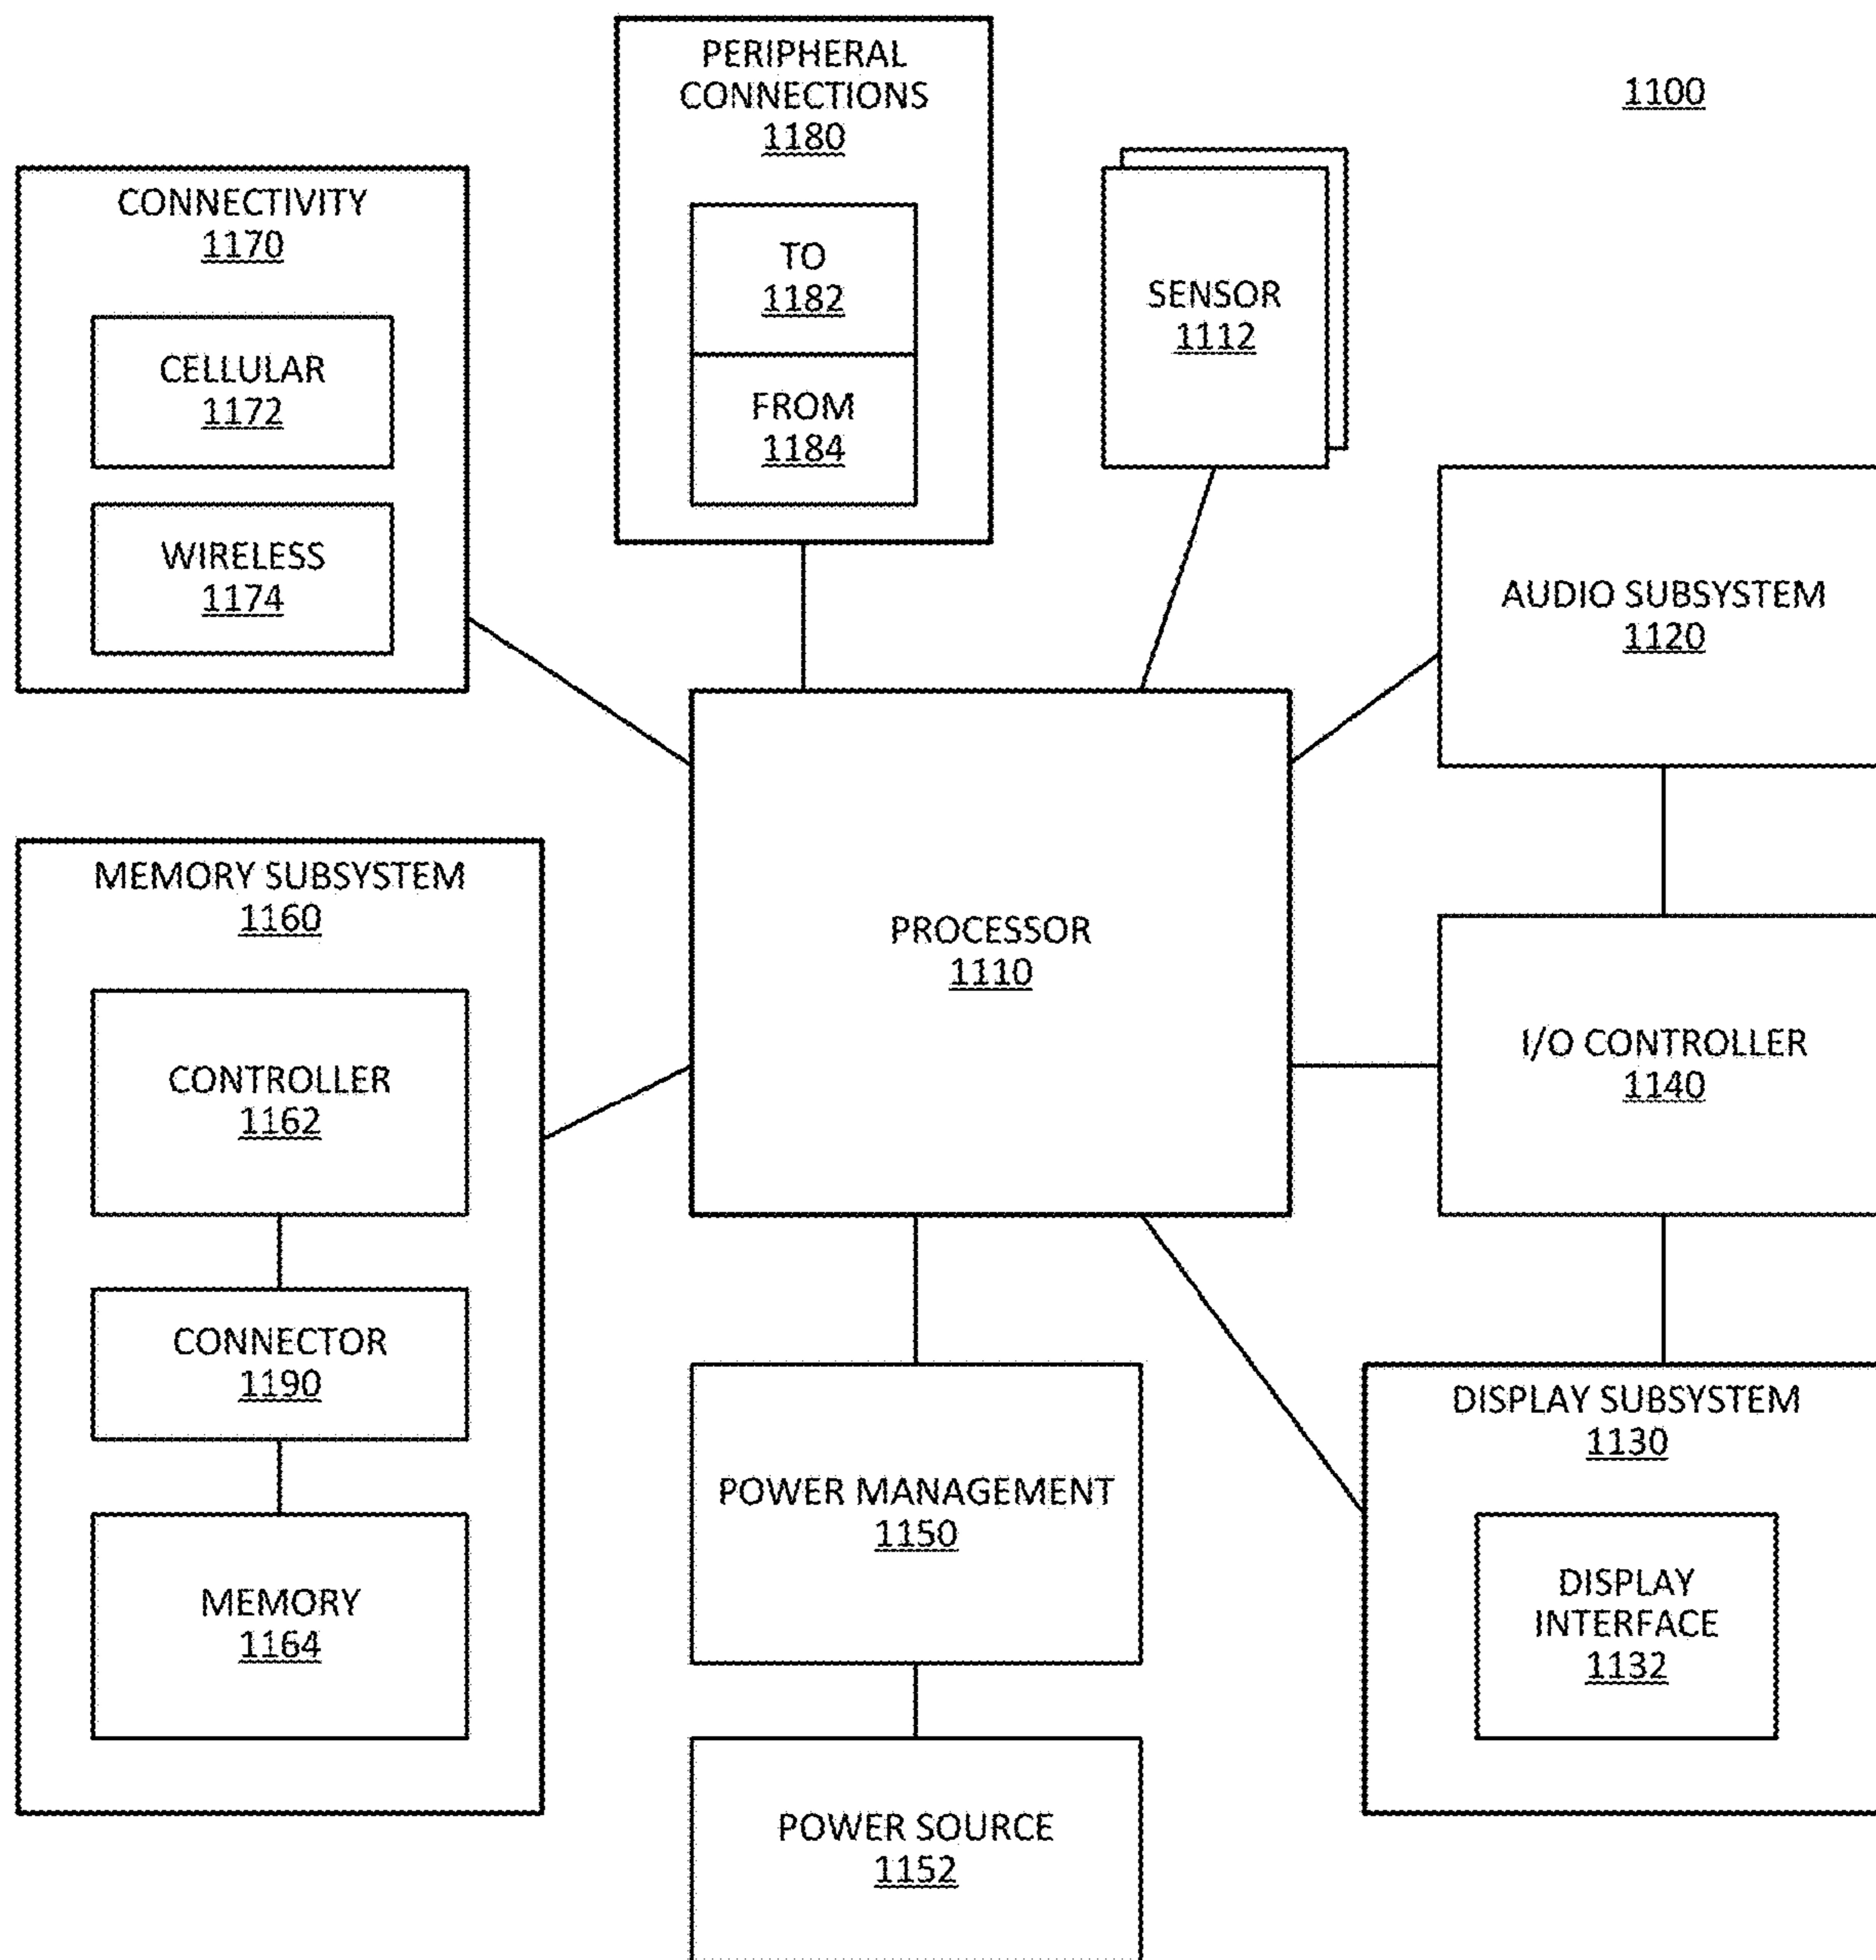 PERIPHERAL
CONNECTIONS
1180
TO
1182
FROM
1184
1100
CONNECTIVITY
1170
CELLULAR
1172
WIRELESS
1174
SENSOR
1112
AUDIO SUBSYSTEM
1120
MEMORY SUBSYSTEM
1160
CONTROLLER
1162
CONNECTOR
1190
MEMORY
1164
PROCESSOR
1110
I/O CONTROLLER
1140
POWER MANAGEMENT
1150
POWER SOURCE
1152
DISPLAY SUBSYSTEM
1130
DISPLAY
INTERFACE
1132